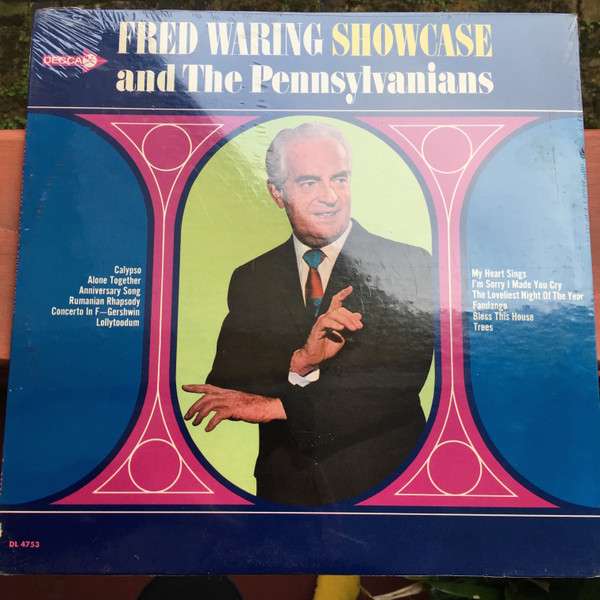 DECCA
FRED WARING SHOWCASE
and The Pennsylvanians
Calypso
Alone Together
Anniversary Song
Rumanian Rhapsody
Concerto In F—Gershwin
Lollytoodum
My Heart Sings
I'm Sorry I Made You Cry
The Loveliest Night Of The Year
Fandango
Bless This House
Trees
DL 4753